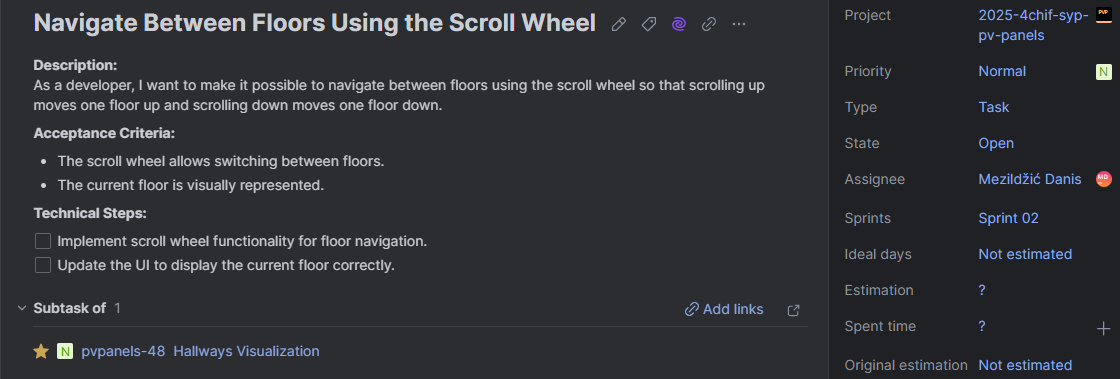 Navigate Between Floors Using the Scroll Wheel
Description:
As a developer, I want to make it possible to navigate between floors using the scroll wheel so that scrolling up
moves one floor up and scrolling down moves one floor down.
Acceptance Criteria:
• The scroll wheel allows switching between floors.
• The current floor is visually represented.
Technical Steps:
Implement scroll wheel functionality for floor navigation.
Update the UI to display the current floor correctly.
Subtask of 1
Add links
N pvpanels-48 Hallways Visualization
Project 2025-4chif-syp- PVP
pv-panels
Priority Normal N
Type Task
State Open
Assignee Mezildžić Danis MD
Sprints Sprint 02
Ideal days Not estimated
Estimation ?
Spent time ?
Original estimation Not estimated